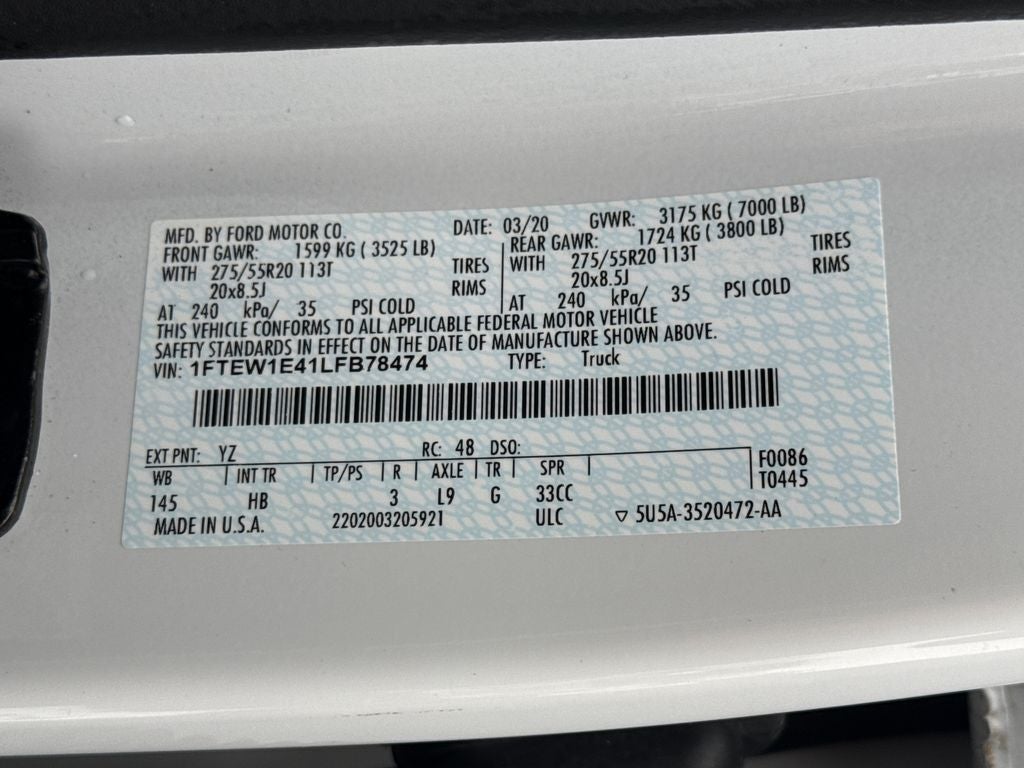 MFD. BY FORD MOTOR CO. DATE: 03/20 GVWR: 3175 KG ( 7000 LB)
FRONT GAWR: 1599 KG ( 3525 LB) REAR GAWR: 1724 KG ( 3800 LB)
WITH 275/55R20 113T TIRES WITH 275/55R20 113T TIRES
20x8.5J RIMS 20x8.5J RIMS
AT 240 kPa/ 35 PSI COLD AT 240 kPa/ 35 PSI COLD
THIS VEHICLE CONFORMS TO ALL APPLICABLE FEDERAL MOTOR VEHICLE
SAFETY STANDARDS IN EFFECT ON THE DATE OF MANUFACTURE SHOWN ABOVE.
VIN: 1FTEW1E41LFB78474 TYPE: Truck
EXT PNT: YZ RC: 48 DSO:
WB INT TR TP/PS R AXLE TR SPR F0086
145 HB 3 L9 G 33CC T0445
MADE IN U.S.A. 2202003205921 ULC ▽ 5U5A-3520472-AA